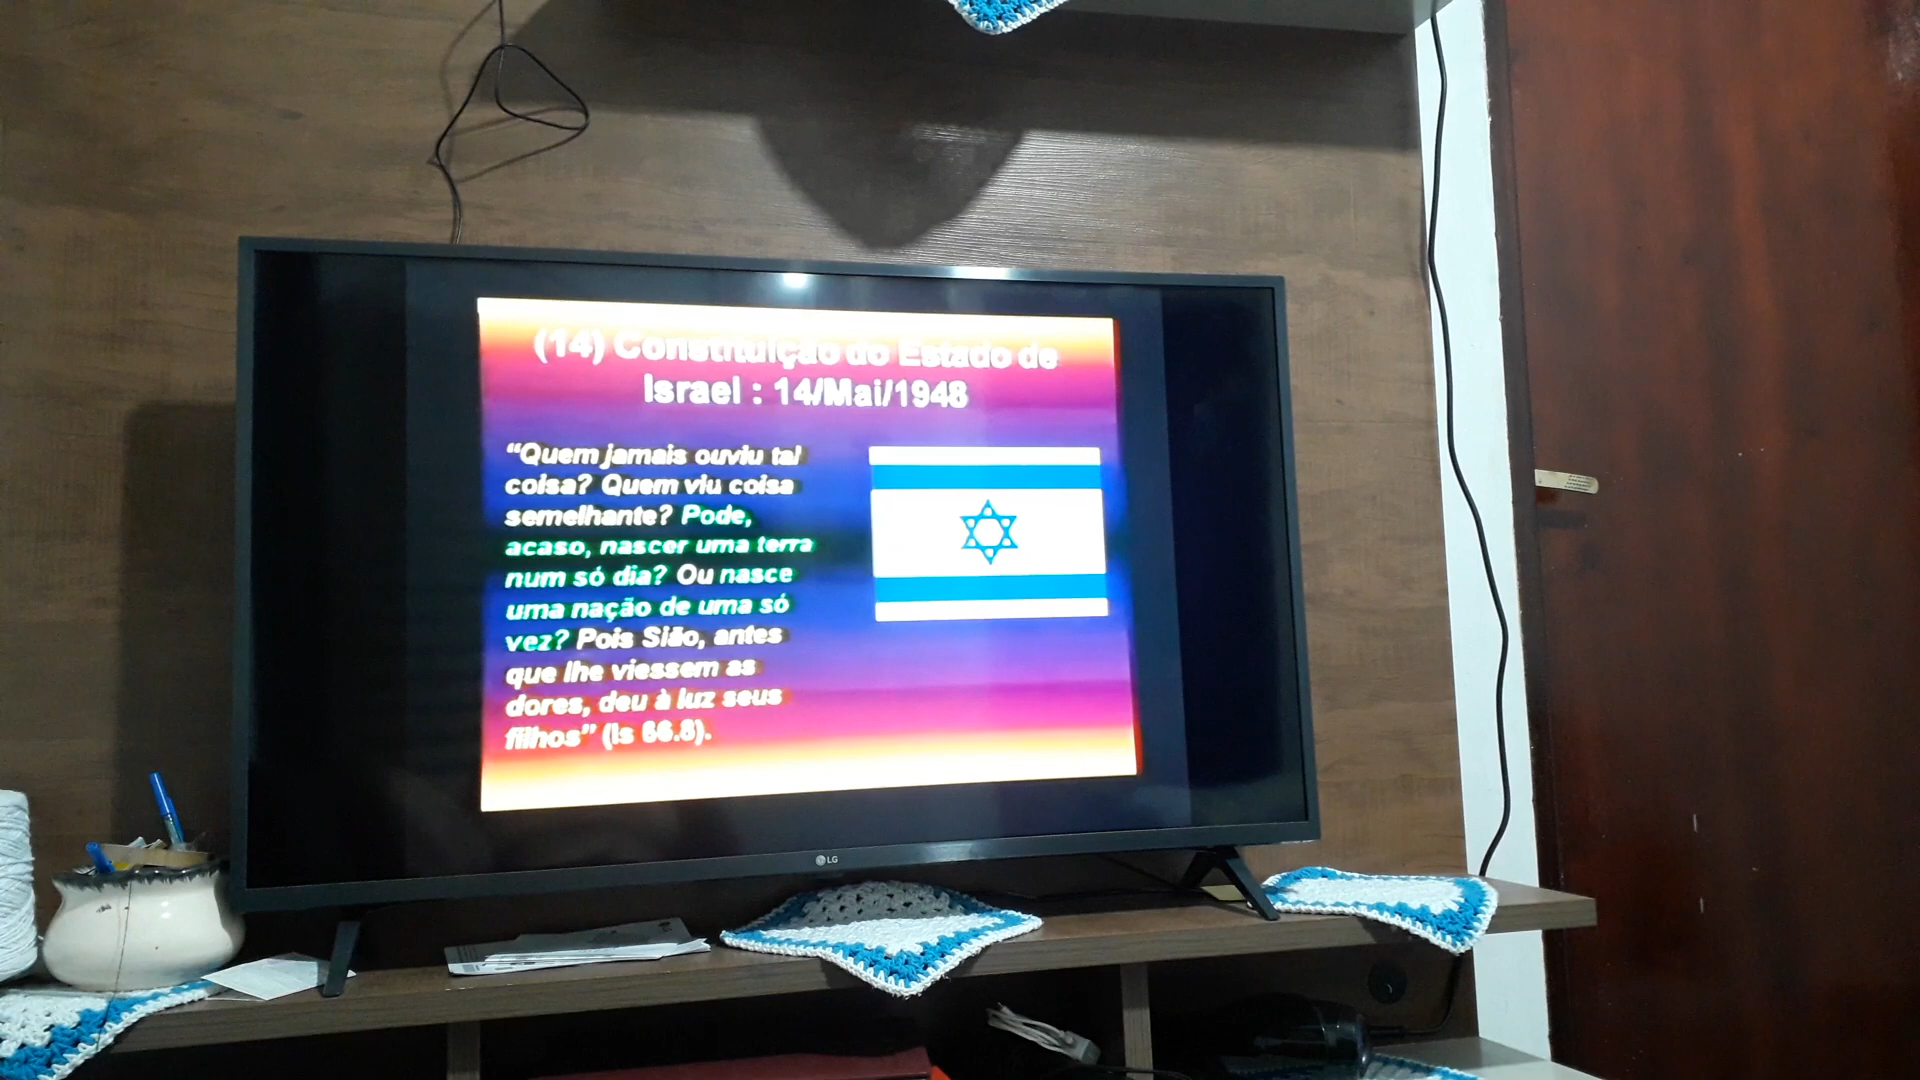 (14) Constituição do Estado de
Israel : 14/Mai/1948
“Quem jamais ouviu tal
coisa? Quem viu coisa
semelhante? Pode,
acaso, nascer uma terra
num só dia? Ou nasce
uma nação de uma só
vez? Pois Sião, antes
que lhe viessem as
dores, deu à luz seus
filhos” (Is 66.8).
LG